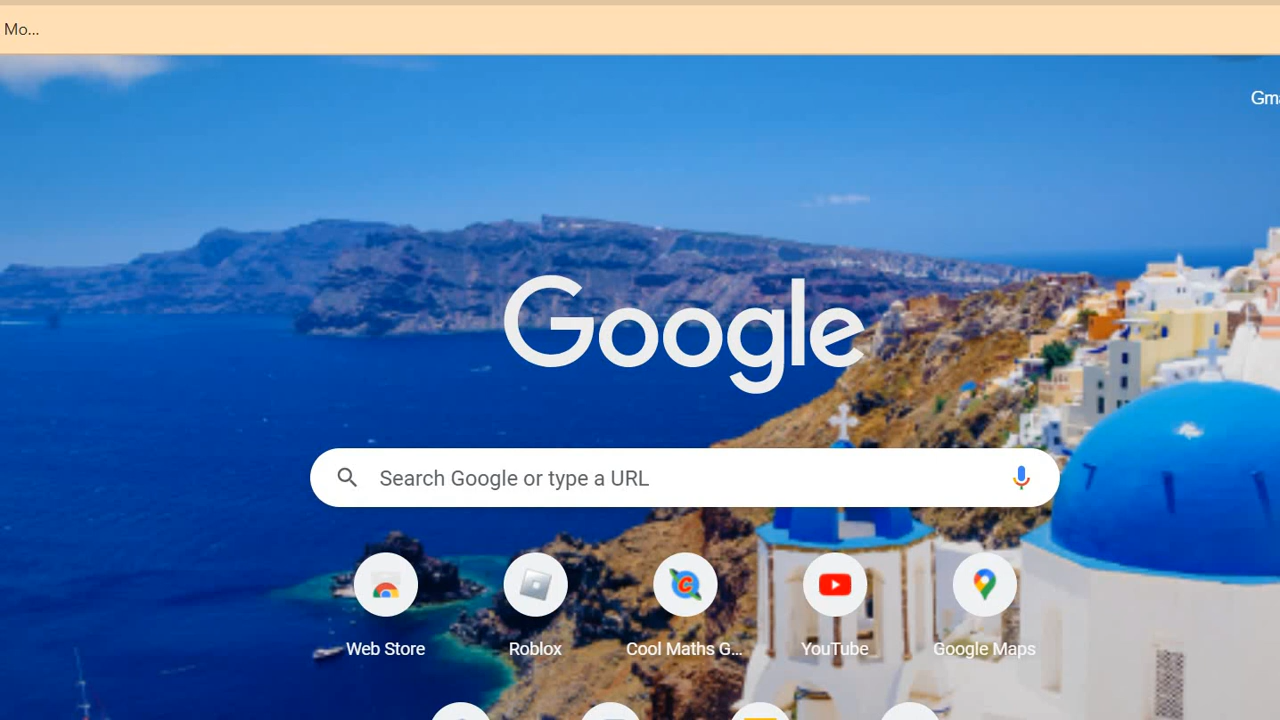 Mo...
Gm
Google
Search Google or type a URL
Web Store
Roblox
Cool Maths G...
YouTube
Google Maps